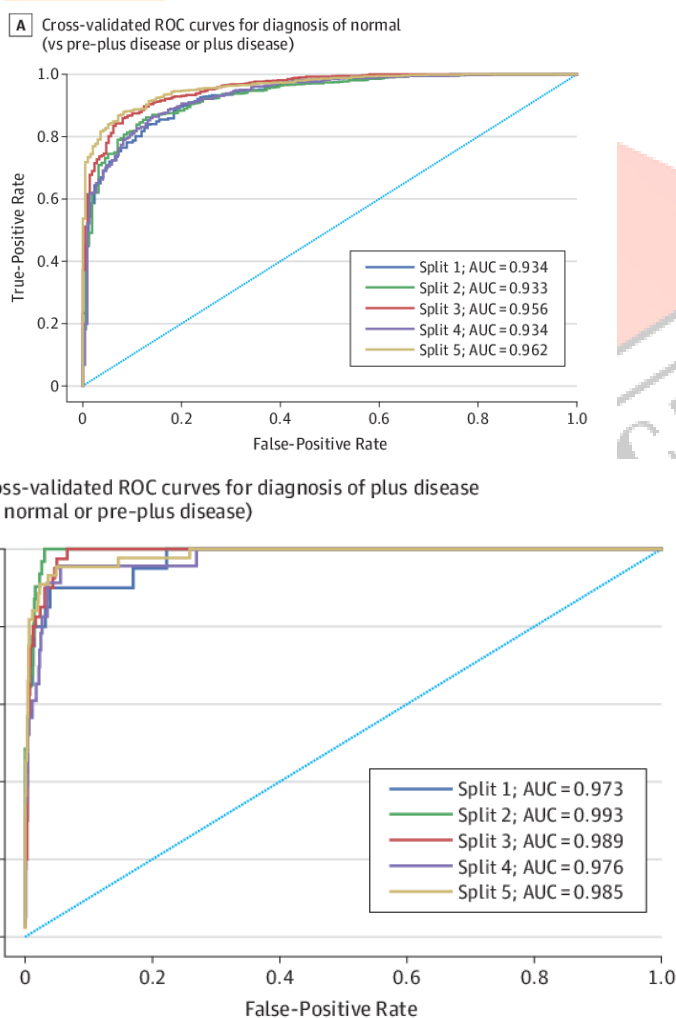 A Cross-validated ROC curves for diagnosis of normal
(vs pre-plus disease or plus disease)
1.0
0.8
0.6
0.4
0.2
0
True-Positive Rate
Split 1; AUC=0.934
Split 2; AUC=0.933
Split 3; AUC=0.956
Split 4; AUC=0.934
Split 5; AUC=0.962
0 0.2 0.4 0.6 0.8 1.0
False-Positive Rate
oss-validated ROC curves for diagnosis of plus disease
normal or pre-plus disease)
Split 1; AUC=0.973
Split 2; AUC=0.993
Split 3; AUC=0.989
Split 4; AUC=0.976
Split 5; AUC=0.985
0 0.2 0.4 0.6 0.8 1.0
False-Positive Rate